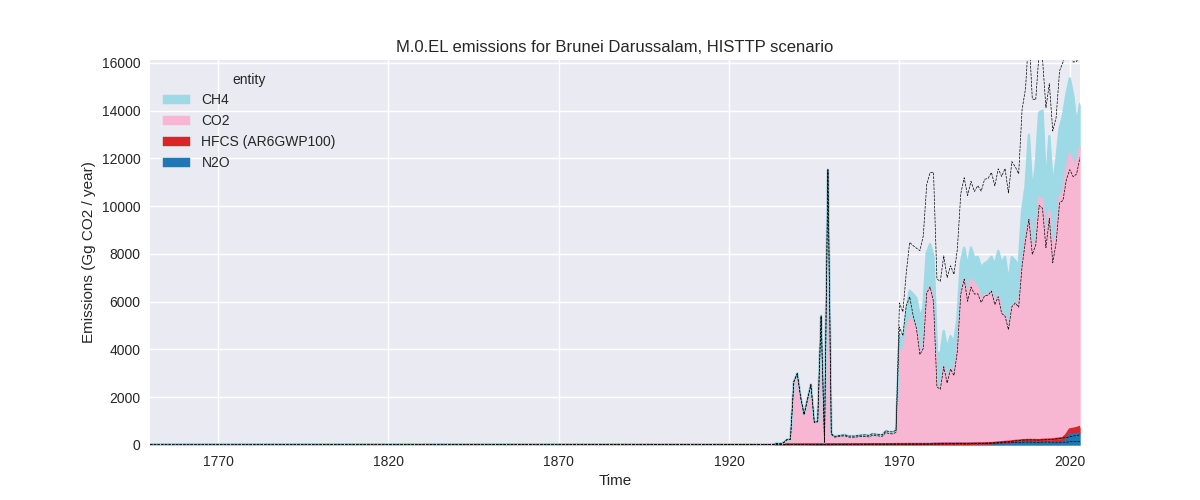 M.0.EL emissions for Brunei Darussalam, HISTTP scenario
16000
14000
12000
10000
8000
6000
4000
2000
0
Emissions (Gg CO2 / year)
entity
CH4
CO2
HFCS (AR6GWP100)
N2O
1770
1820
1870
1920
1970
2020
Time